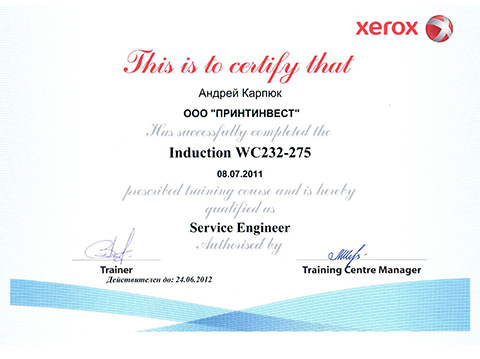 xerox
This is to certify that
Андрей Карпюк
ООО "ПРИНТИНВЕСТ"
Has successfully completed the
Induction WC232-275
08.07.2011
prescribed training course and is hereby
qualified as
Service Engineer
Authorised by
Trainer
Training Centre Manager
Действителен до: 24.06.2012